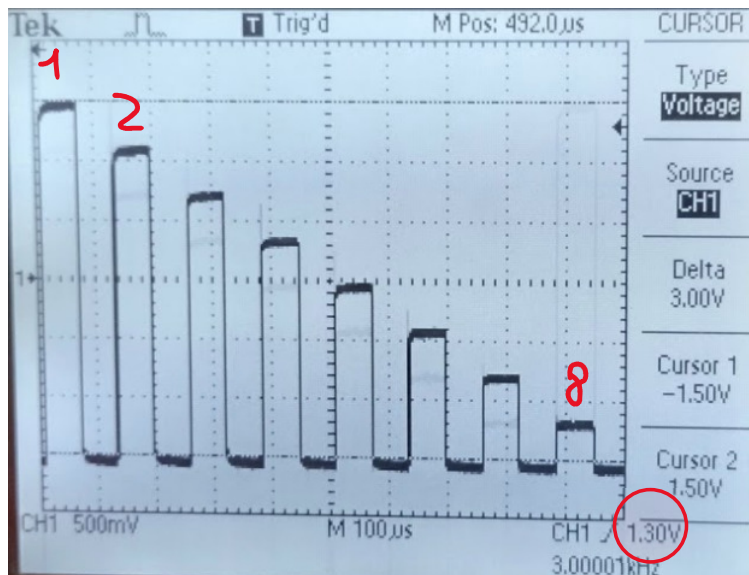 Tek T Trig'd M Pos: 492.0µs CURSOR
1
2
Type
Voltage
Source
CH1
1
Delta
3.00V
Cursor 1
-1.50V
8
Cursor 2
1.50V
CH1 500mV M 100µs CH1 1.30V
3.00001kHz